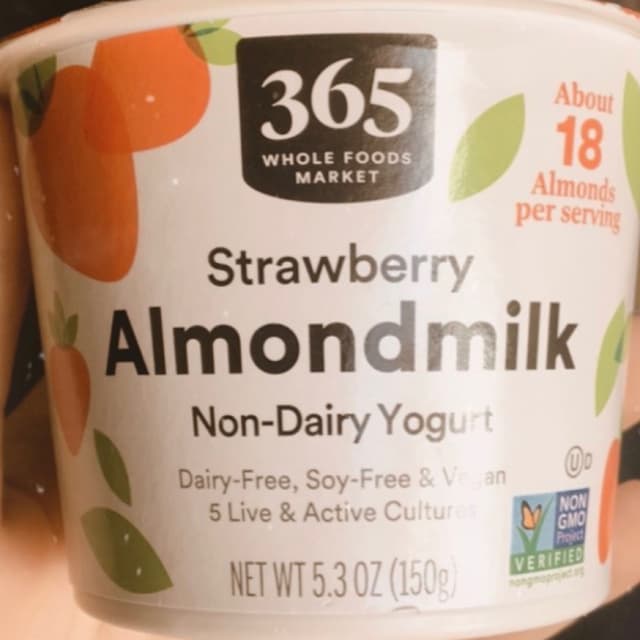 365
WHOLE FOODS
MARKET
About
18
Almonds
per serving
Strawberry
Almondmilk
Non-Dairy Yogurt
Dairy-Free, Soy-Free & Vegan
5 Live & Active Cultures
U D
NON
GMO
Project
VERIFIED
nongmoproject.org
NET WT 5.3 OZ (150g)